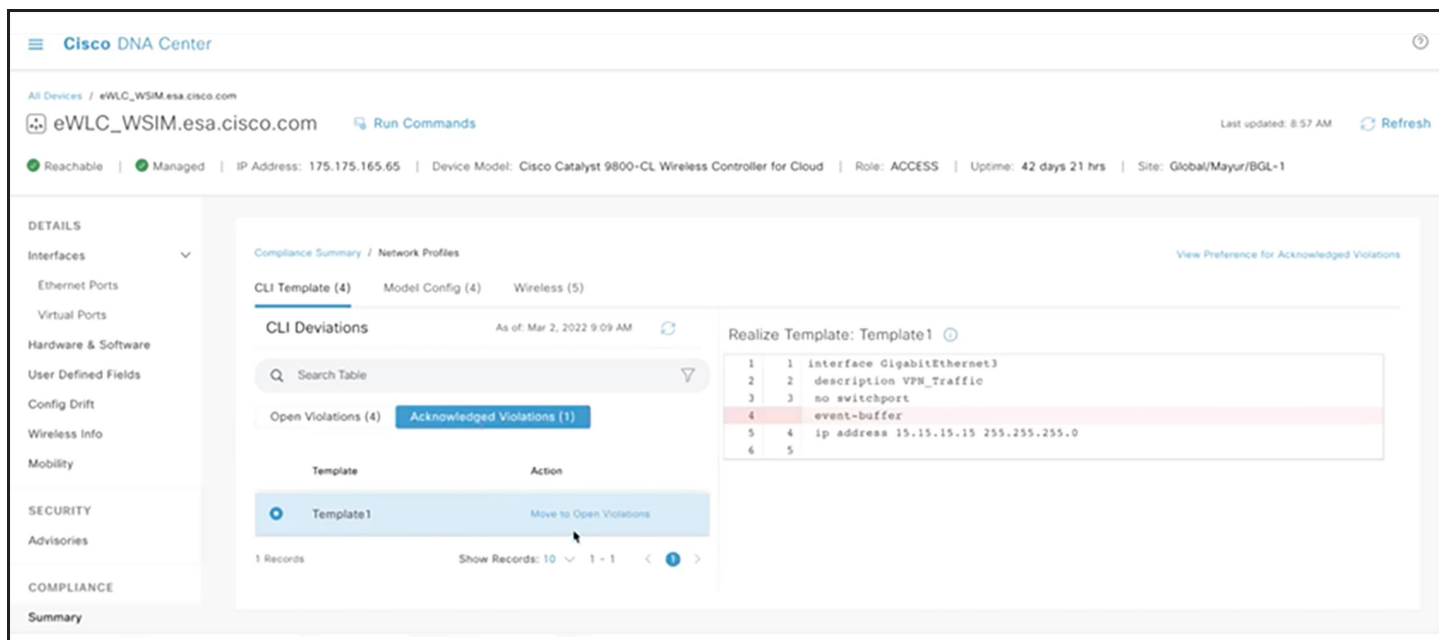 Cisco DNA Center
All Devices / eWLC_WSIM.esa.cisco.com
eWLC_WSIM.esa.cisco.com Run Commands Last updated: 8:57 AM Refresh
Reachable | Managed | IP Address: 175.175.165.65 | Device Model: Cisco Catalyst 9800-CL Wireless Controller for Cloud | Role: ACCESS | Uptime: 42 days 21 hrs | Site: Global/Mayur/BGL-1
DETAILS
Interfaces
Ethernet Ports
Virtual Ports
Hardware & Software
User Defined Fields
Config Drift
Wireless Info
Mobility
SECURITY
Advisories
COMPLIANCE
Summary
Compliance Summary / Network Profiles
View Preference for Acknowledged Violations
CLI Template (4) Model Config (4) Wireless (5)
CLI Deviations As of: Mar 2, 2022 9:09 AM
Search Table
Open Violations (4) Acknowledged Violations (1)
Template Action
Template1 Move to Open Violations
1 Records Show Records: 10 1 - 1 1
Realize Template: Template1
1 1 interface GigabitEthernet3
2 2 description VPN_Traffic
3 3 no switchport
4 event-buffer
5 4 ip address 15.15.15.15 255.255.255.0
6 5